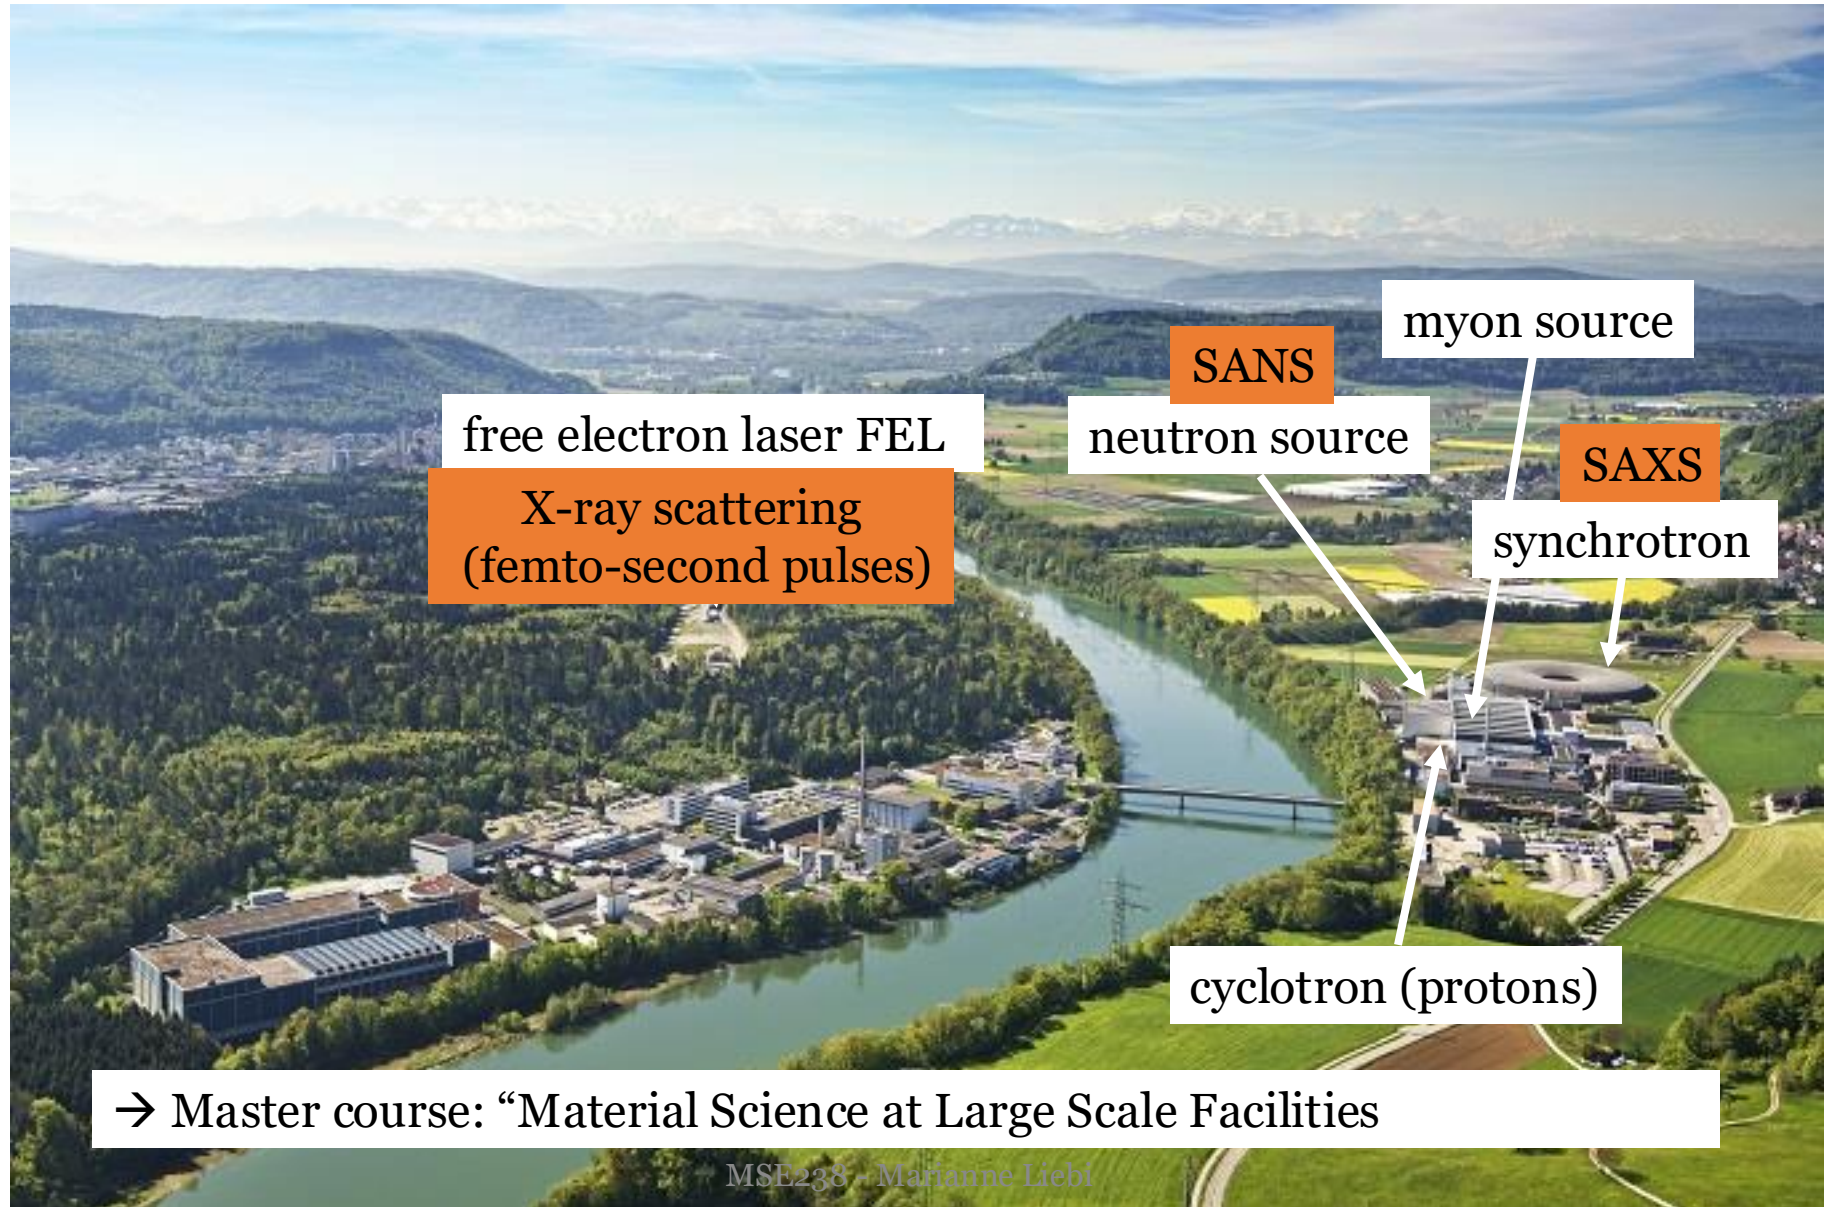 myon source
SANS
neutron source
free electron laser FEL
SAXS
X-ray scattering
(femto-second pulses)
synchrotron
cyclotron (protons)
→ Master course: “Material Science at Large Scale Facilities
MSE238 - Marianne Liebi